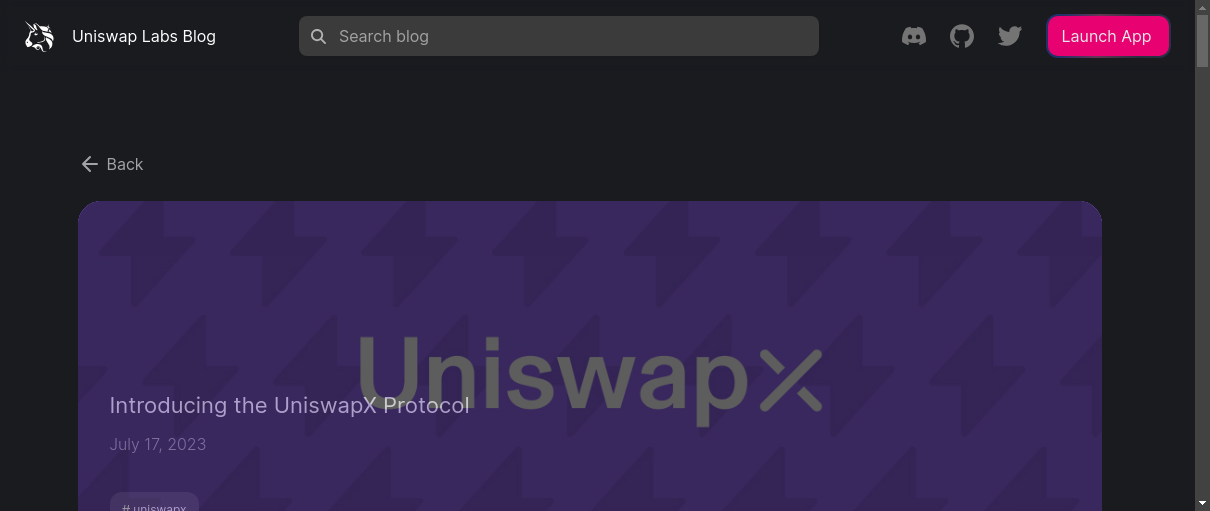 Uniswap Labs Blog
Search blog
Launch App
Back
UniswapX
Introducing the UniswapX Protocol
July 17, 2023
# uniswapx